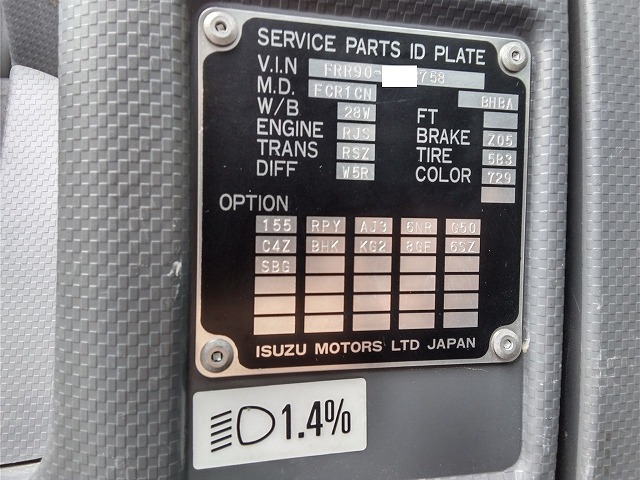 SERVICE PARTS ID PLATE
V.I.N FRR90- 758
M.D. FCR1CN BHBA
W/B 28W FT
ENGINE RJS BRAKE Z05
TRANS RSZ TIRE 5B3
DIFF W5R COLOR 729
OPTION
155 RPY AJ3 6NR G50
C4Z BHK KG2 8GF 6SZ
SBG
ISUZU MOTORS LTD JAPAN
1.4%